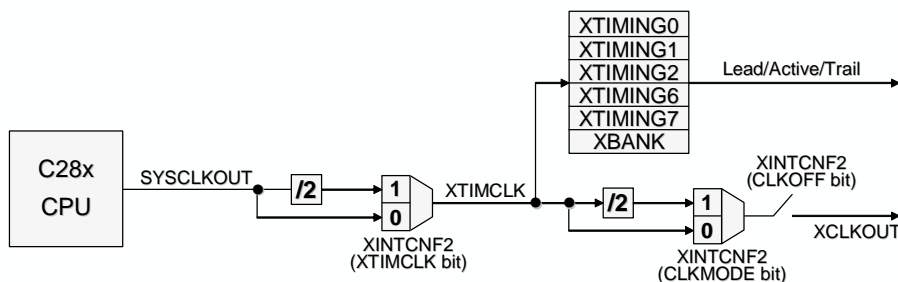 XTIMING0
XTIMING1
XTIMING2
XTIMING6
XTIMING7
XBANK
Lead/Active/Trail
C28x
CPU
SYSCLKOUT
/2
1
0
XTIMCLK
XINTCNF2
(XTIMCLK bit)
/2
1
0
XINTCNF2
(CLKMODE bit)
XINTCNF2
(CLKOFF bit)
XCLKOUT